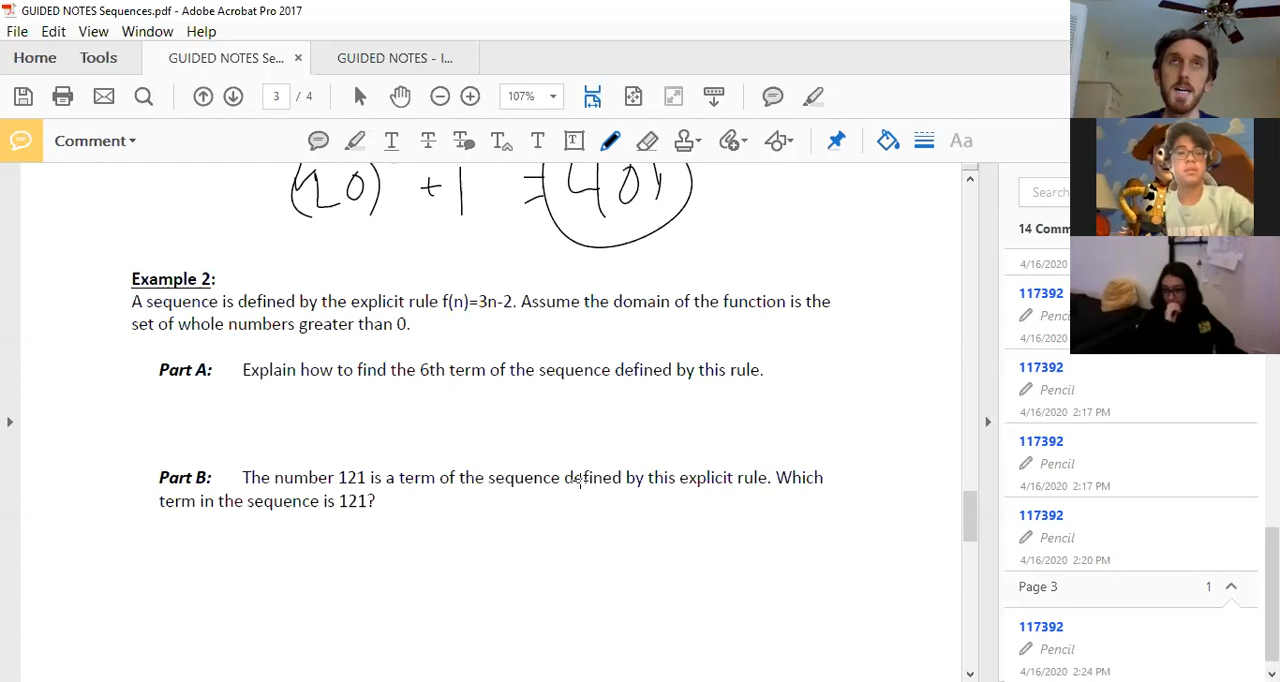 GUIDED NOTES Sequences.pdf - Adobe Acrobat Pro 2017
File Edit View Window Help
Home Tools GUIDED NOTES Se... × GUIDED NOTES - I...
3 / 4 107%
Comment T T T T T T Aa
(20) +1 = 401
Search
14 Comm
Example 2:
A sequence is defined by the explicit rule f(n)=3n-2. Assume the domain of the function is the
set of whole numbers greater than 0.
Part A: Explain how to find the 6th term of the sequence defined by this rule.
Part B: The number 121 is a term of the sequence defined by this explicit rule. Which
term in the sequence is 121?
4/16/2020
117392
Penc
4/16/2020
117392
Pencil
4/16/2020 2:17 PM
117392
Pencil
4/16/2020 2:17 PM
117392
Pencil
4/16/2020 2:20 PM
Page 3 1
117392
Pencil
4/16/2020 2:24 PM